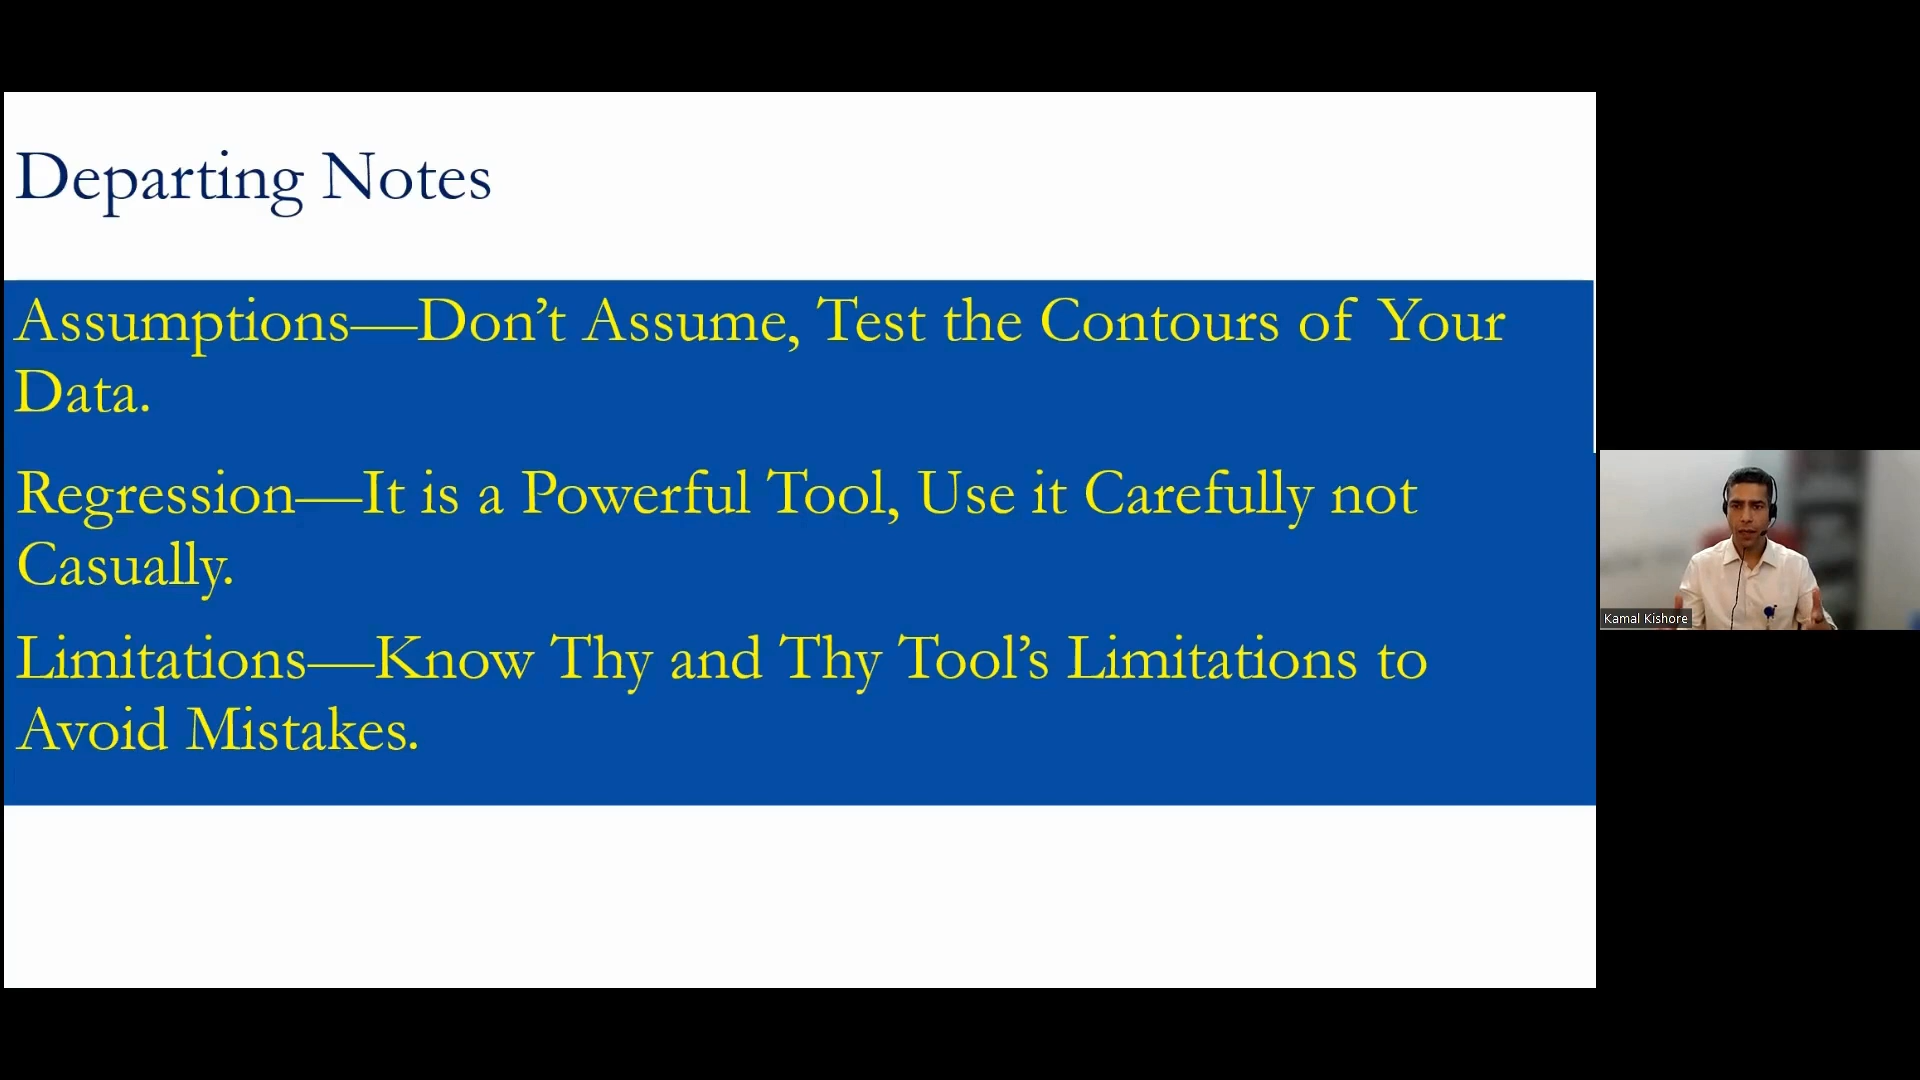 Departing Notes
Assumptions—Don’t Assume, Test the Contours of Your
Data.
Regression—It is a Powerful Tool, Use it Carefully not
Casually.
Limitations—Know Thy and Thy Tool’s Limitations to
Avoid Mistakes.
Kamal Kishore